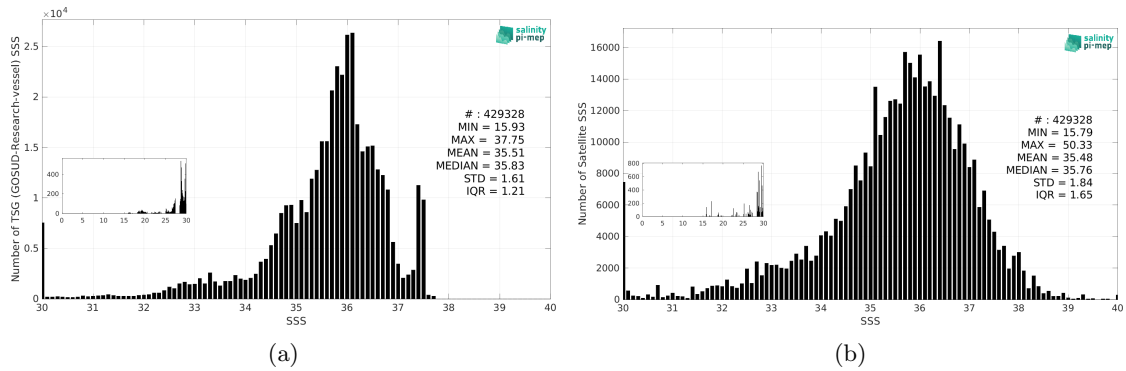 ×10⁴
2.5
2
1.5
1
0.5
0
Number of TSG (GOSUD-Research-vessel) SSS
salinity
pi-mep
# : 429328
MIN = 15.93
MAX = 37.75
MEAN = 35.51
MEDIAN = 35.83
STD = 1.61
IQR = 1.21
400
200
0
0 5 10 15 20 25 30
30 31 32 33 34 35 36 37 38 39 40
SSS
(a)
16000
14000
12000
10000
8000
6000
4000
2000
0
Number of Satellite SSS
salinity
pi-mep
# : 429328
MIN = 15.79
MAX = 50.33
MEAN = 35.48
MEDIAN = 35.76
STD = 1.84
IQR = 1.65
800
600
400
200
0
0 5 10 15 20 25 30
30 31 32 33 34 35 36 37 38 39 40
SSS
(b)